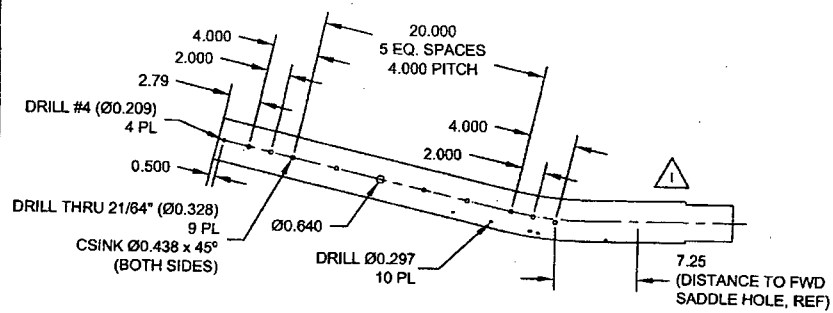 20.000
5 EQ. SPACES
4.000 PITCH
4.000
2.000
2.79
DRILL #4 (Ø0.209)
4 PL
0.500
DRILL THRU 21/64" (Ø0.328)
9 PL
CSINK Ø0.438 x 45°
(BOTH SIDES)
Ø0.640
DRILL Ø0.297
10 PL
4.000
2.000
1
7.25
(DISTANCE TO FWD
SADDLE HOLE, REF)